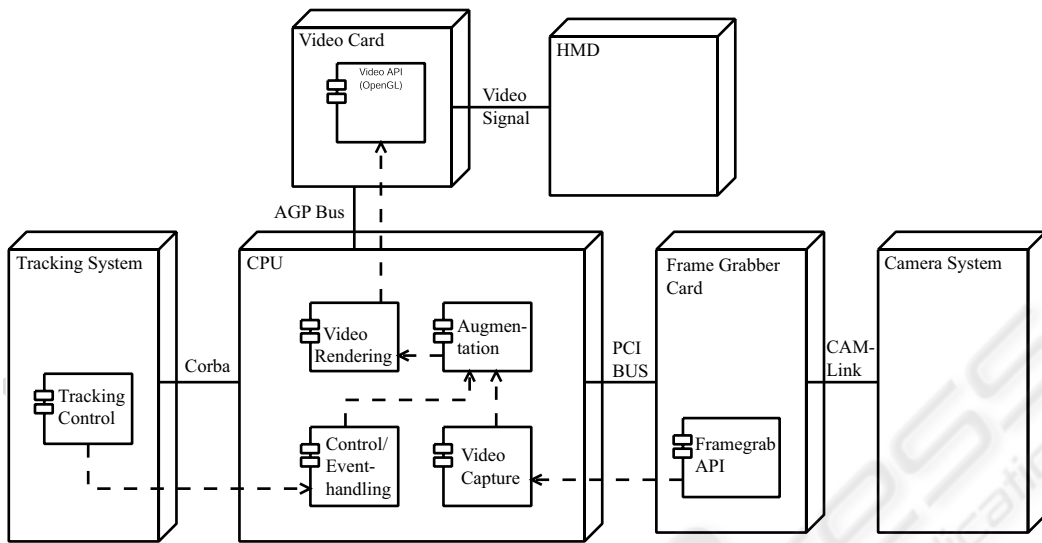 Video Card
Video API
(OpenGL)
Video
Signal
HMD
AGP Bus
Tracking System
Tracking
Control
Corba
CPU
Video
Rendering
Augmen-
tation
Control/
Event-
handling
Video
Capture
PCI
BUS
Frame Grabber
Card
Framegrab
API
CAM-
Link
Camera System